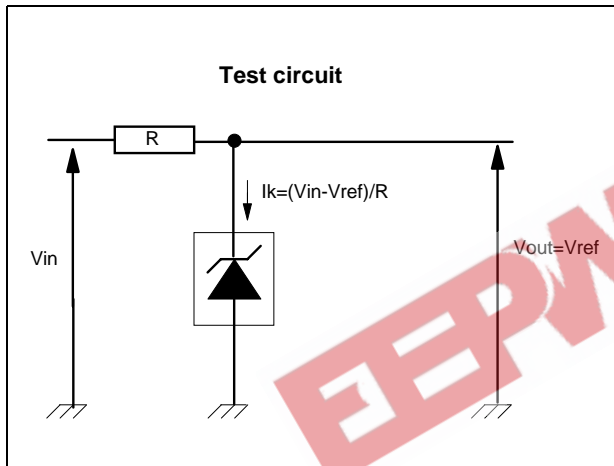 Test circuit
R
Ik=(Vin-Vref)/R
Vin
Vout=Vref
EEPW